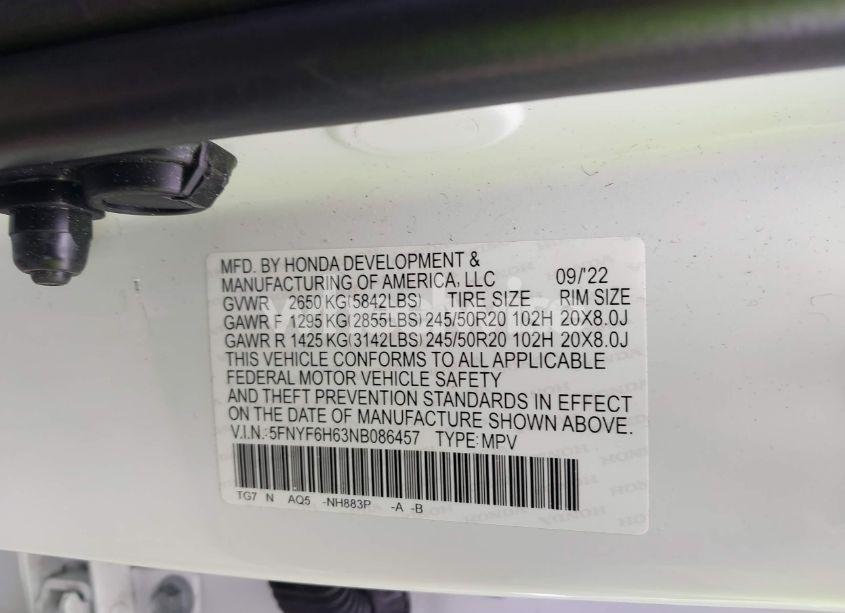 MFD. BY HONDA DEVELOPMENT &
MANUFACTURING OF AMERICA, LLC 09/'22
GVWR 2650 KG(5842LBS) TIRE SIZE RIM SIZE
GAWR F 1295 KG(2855LBS) 245/50R20 102H 20X8.0J
GAWR R 1425 KG(3142LBS) 245/50R20 102H 20X8.0J
THIS VEHICLE CONFORMS TO ALL APPLICABLE
FEDERAL MOTOR VEHICLE SAFETY
AND THEFT PREVENTION STANDARDS IN EFFECT
ON THE DATE OF MANUFACTURE SHOWN ABOVE.
V.I.N.:5FNYF6H63NB086457 TYPE:MPV
TG7 N AQ5 -NH883P -A -B